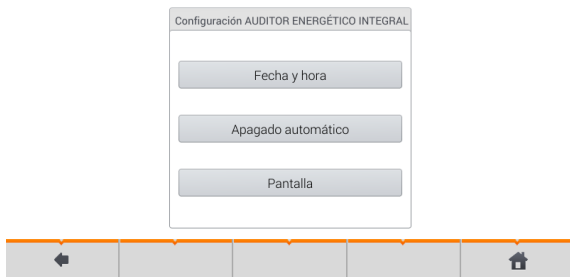 Configuración AUDITOR ENERGÉTICO INTEGRAL
Fecha y hora
Apagado automático
Pantalla